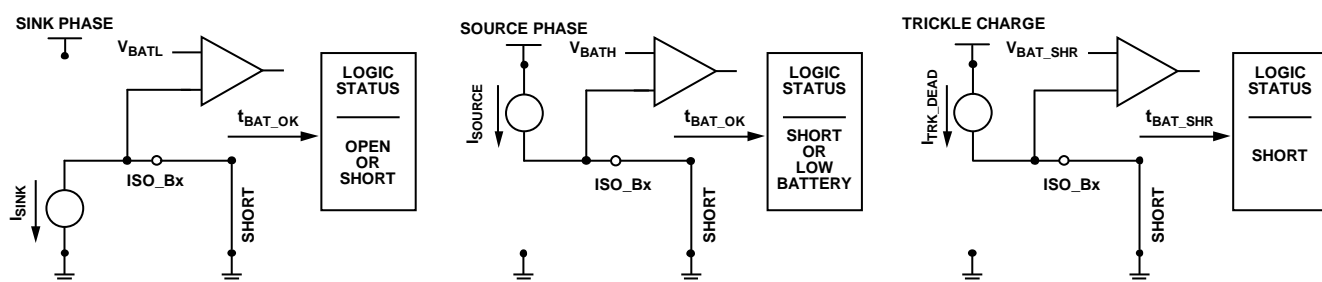 SINK PHASE
VBATL
LOGIC
STATUS
tBAT_OK
OPEN
OR
SHORT
ISO_Bx
ISINK
SHORT
SOURCE PHASE
VBATH
LOGIC
STATUS
ISOURCE
tBAT_OK
SHORT
OR
LOW
BATTERY
ISO_Bx
SHORT
TRICKLE CHARGE
VBAT_SHR
LOGIC
STATUS
ITRK_DEAD
tBAT_SHR
SHORT
ISO_Bx
SHORT